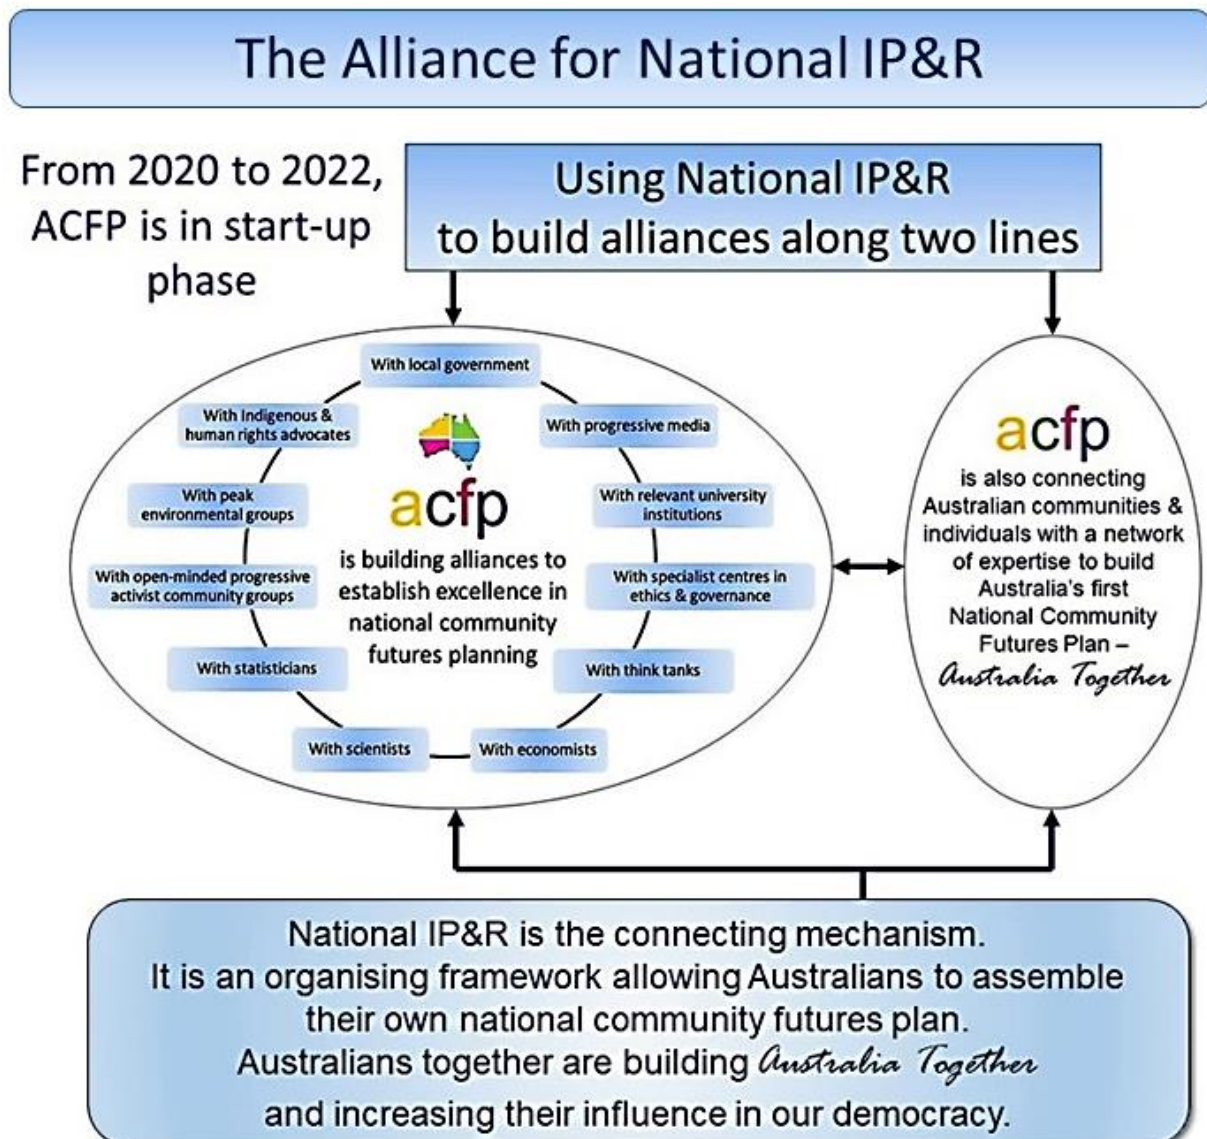 The Alliance for National IP&R
From 2020 to 2022,
ACFP is in start-up
phase
Using National IP&R
to build alliances along two lines
With local government
With Indigenous &
human rights advocates
With progressive media
With peak
environmental groups
With relevant university
institutions
With open-minded progressive
activist community groups
With specialist centres in
ethics & governance
With statisticians
With think tanks
With scientists
With economists
acfp
is building alliances to
establish excellence in
national community
futures planning
acfp
is also connecting
Australian communities &
individuals with a network
of expertise to build
Australia's first
National Community
Futures Plan –
Australia Together
National IP&R is the connecting mechanism.
It is an organising framework allowing Australians to assemble
their own national community futures plan.
Australians together are building Australia Together
and increasing their influence in our democracy.